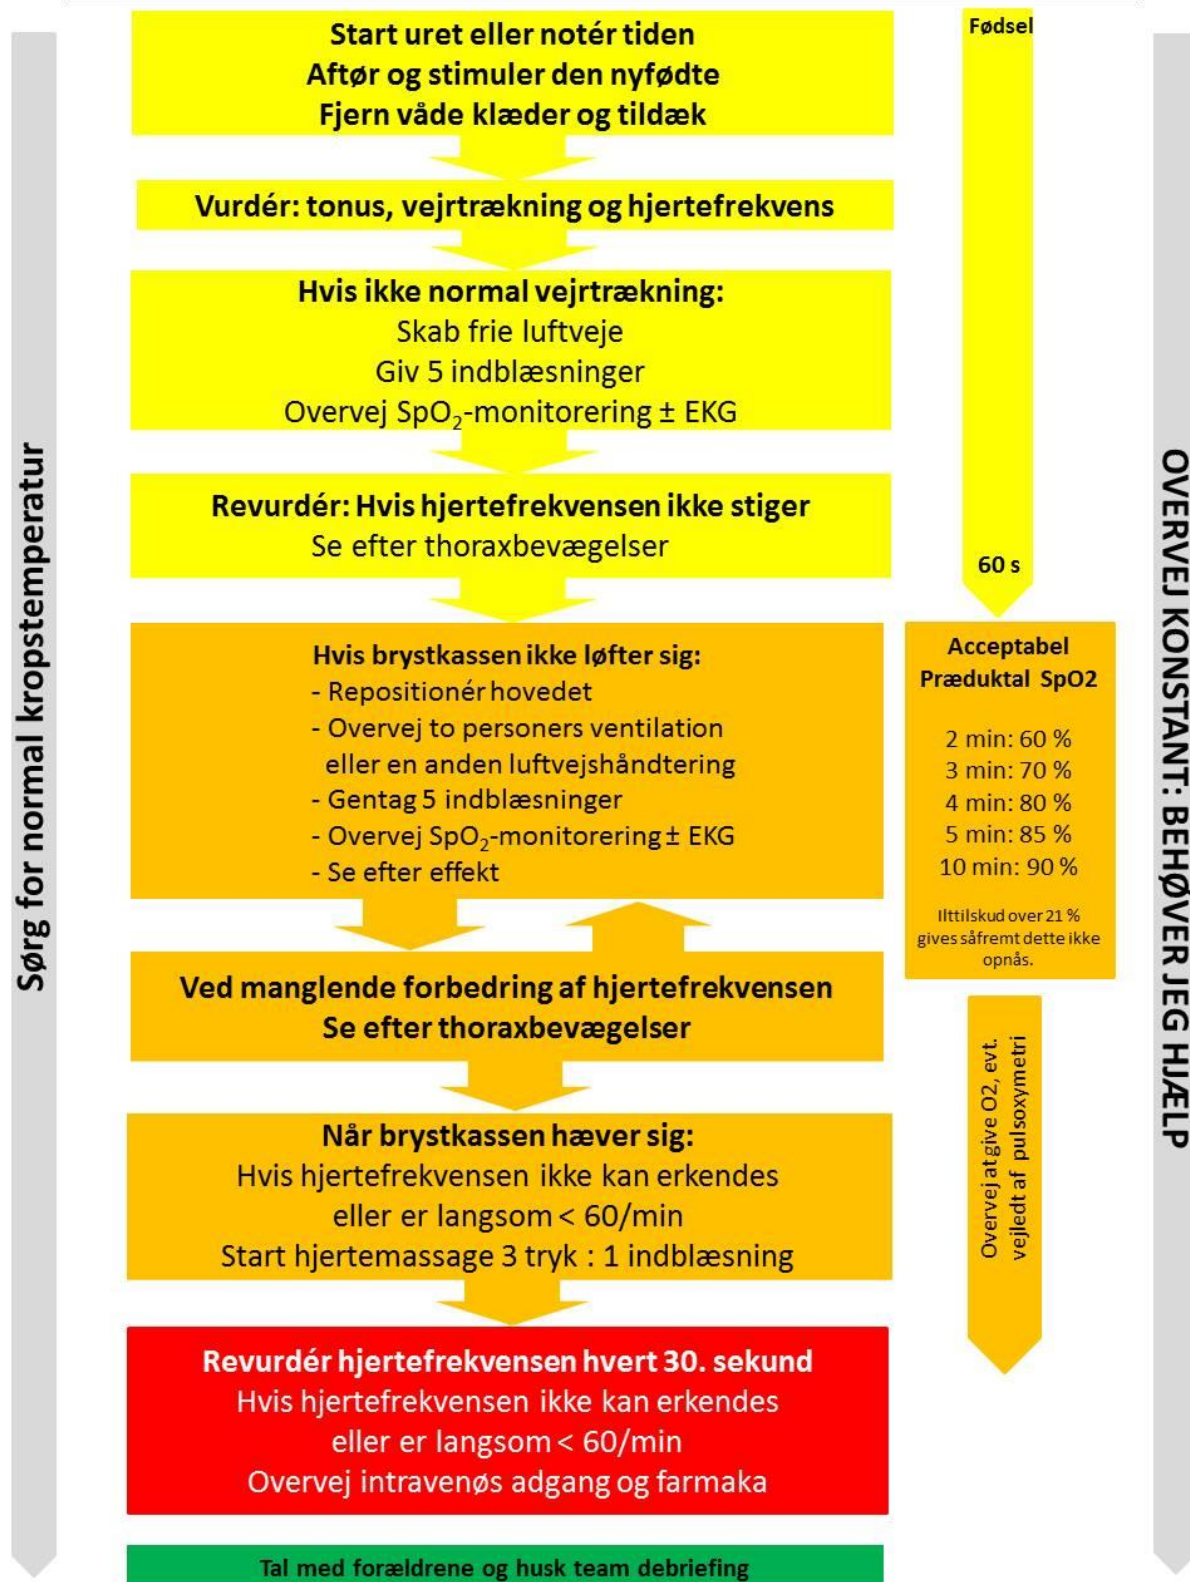 Start uret eller notér tiden
Aftør og stimuler den nyfødte
Fjern våde klæder og tildæk
Vurdér: tonus, vejrtrækning og hjertefrekvens
Hvis ikke normal vejrtrækning:
Skab frie luftveje
Giv 5 indblæsninger
Overvej SpO₂-monitorering ± EKG
Revurdér: Hvis hjertefrekvensen ikke stiger
Se efter thoraxbevægelser
Hvis brystkassen ikke løfter sig:
- Repositionér hovedet
- Overvej to personers ventilation
eller en anden luftvejshåndtering
- Gentag 5 indblæsninger
- Overvej SpO₂-monitorering ± EKG
- Se efter effekt
Ved manglende forbedring af hjertefrekvensen
Se efter thoraxbevægelser
Når brystkassen hæver sig:
Hvis hjertefrekvensen ikke kan erkendes
eller er langsom < 60/min
Start hjertemassage 3 tryk : 1 indblæsning
Revurdér hjertefrekvensen hvert 30. sekund
Hvis hjertefrekvensen ikke kan erkendes
eller er langsom < 60/min
Overvej intravenøs adgang og farmaka
Tal med forældrene og husk team debriefing
Fødsel
60 s
Acceptabel
Præduktal SpO2
2 min: 60 %
3 min: 70 %
4 min: 80 %
5 min: 85 %
10 min: 90 %
Ilttilskud over 21 %
gives såfremt dette ikke
opnås.
Overvej at give O2, evt.
vejledt af pulsoxymetri
Sørg for normal kropstemperatur
OVERVEJ KONSTANT: BEHØVER JEG HJÆLP